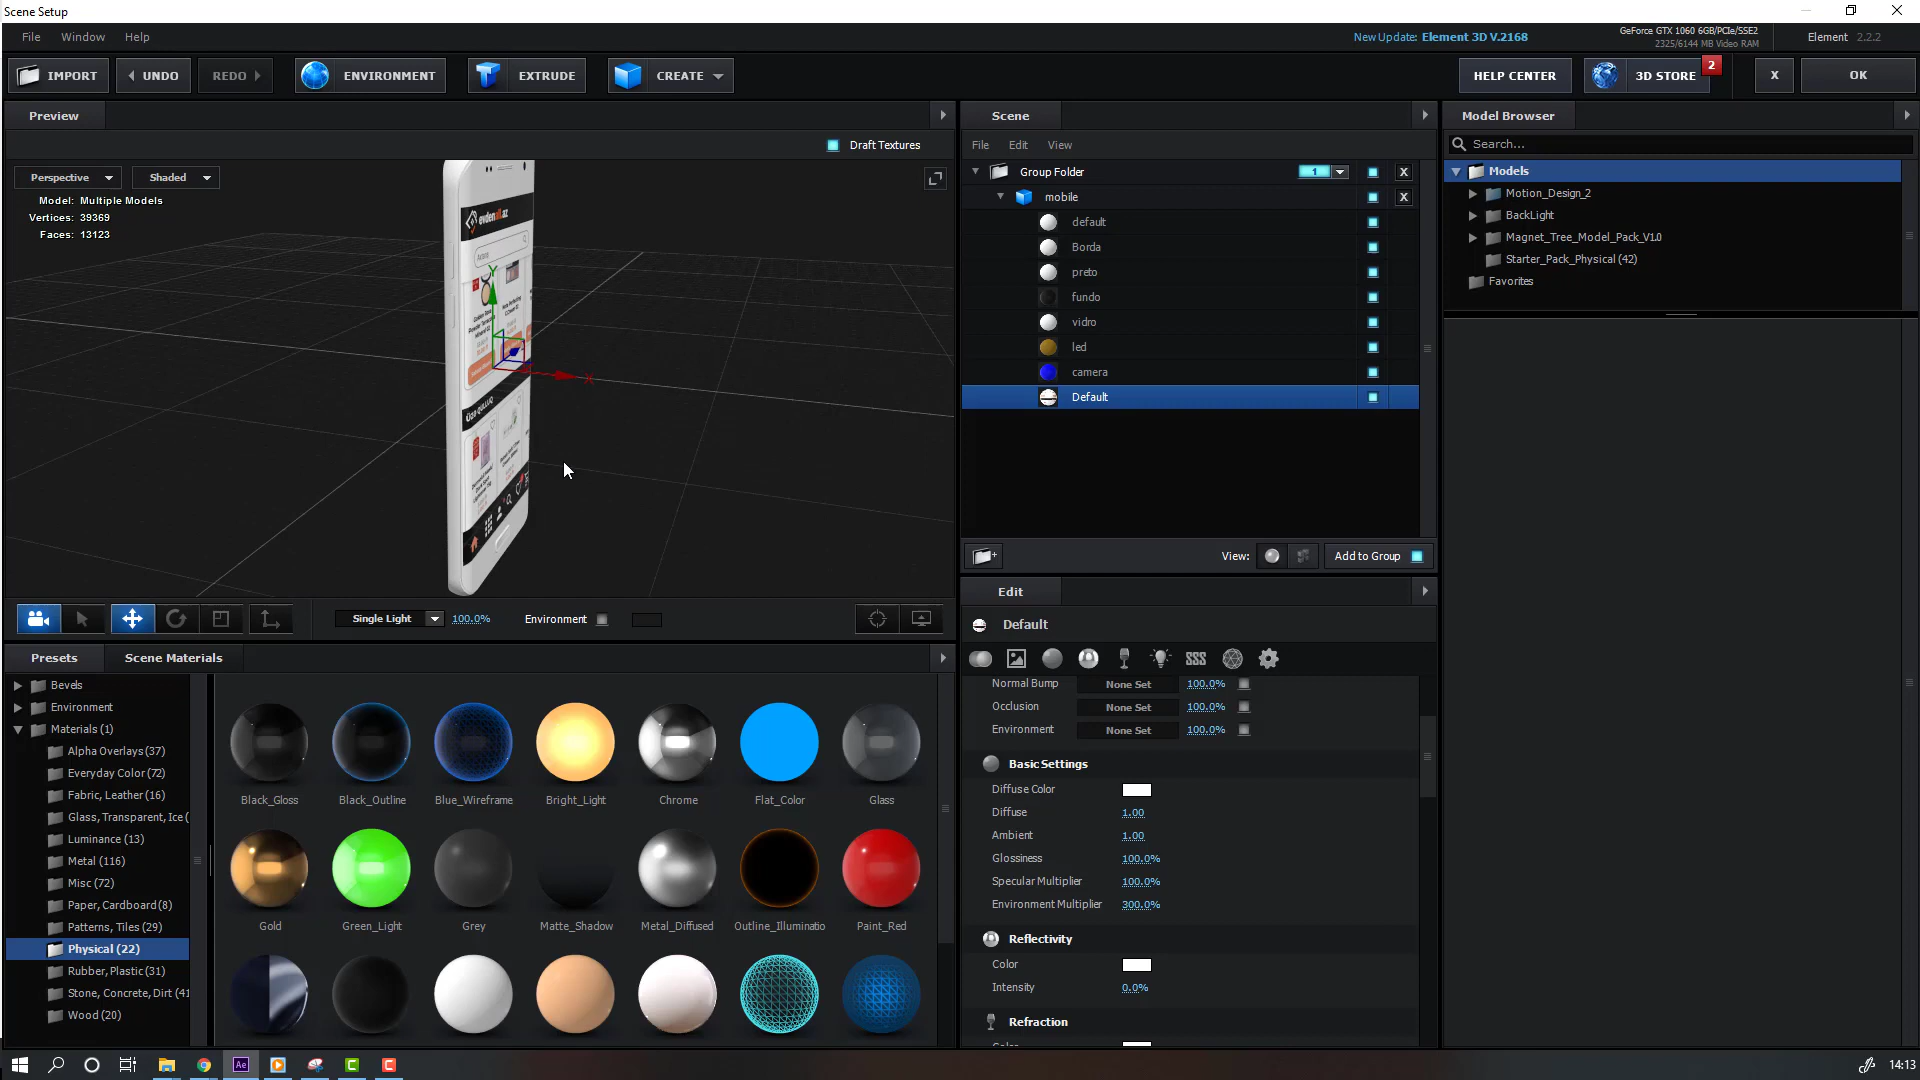 Scene Setup
File Window Help
New Update: Element 3D V.2168
GeForce GTX 1060 6GB/PCIe/SSE2
2325/6144 MB Video RAM
Element 2.2.2
IMPORT UNDO REDO ENVIRONMENT EXTRUDE CREATE HELP CENTER 3D STORE 2 X OK
Preview
Draft Textures
Perspective Shaded
Model: Multiple Models
Vertices: 39369
Faces: 13123
evdenal.az
X
Single Light 100.0% Environment
Scene
File Edit View
Group Folder 1 X
mobile X
default
Borda
preto
fundo
vidro
led
camera
Default
View: Add to Group
Model Browser
Search...
Models
Motion_Design_2
BackLight
Magnet_Tree_Model_Pack_V1.0
Starter_Pack_Physical (42)
Favorites
Presets Scene Materials
Bevels
Environment
Materials (1)
Alpha Overlays (37)
Everyday Color (72)
Fabric, Leather (16)
Glass, Transparent, Ice (
Luminance (13)
Metal (116)
Misc (72)
Paper, Cardboard (8)
Patterns, Tiles (29)
Physical (22)
Rubber, Plastic (31)
Stone, Concrete, Dirt (41
Wood (20)
Black_Gloss Black_Outline Blue_Wireframe Bright_Light Chrome Flat_Color Glass
Gold Green_Light Grey Matte_Shadow Metal_Diffused Outline_Illuminatio Paint_Red
Edit
Default
Normal Bump None Set 100.0%
Occlusion None Set 100.0%
Environment None Set 100.0%
Basic Settings
Diffuse Color
Diffuse 1.00
Ambient 1.00
Glossiness 100.0%
Specular Multiplier 100.0%
Environment Multiplier 300.0%
Reflectivity
Color
Intensity 0.0%
Refraction
Color
Ae
14:13